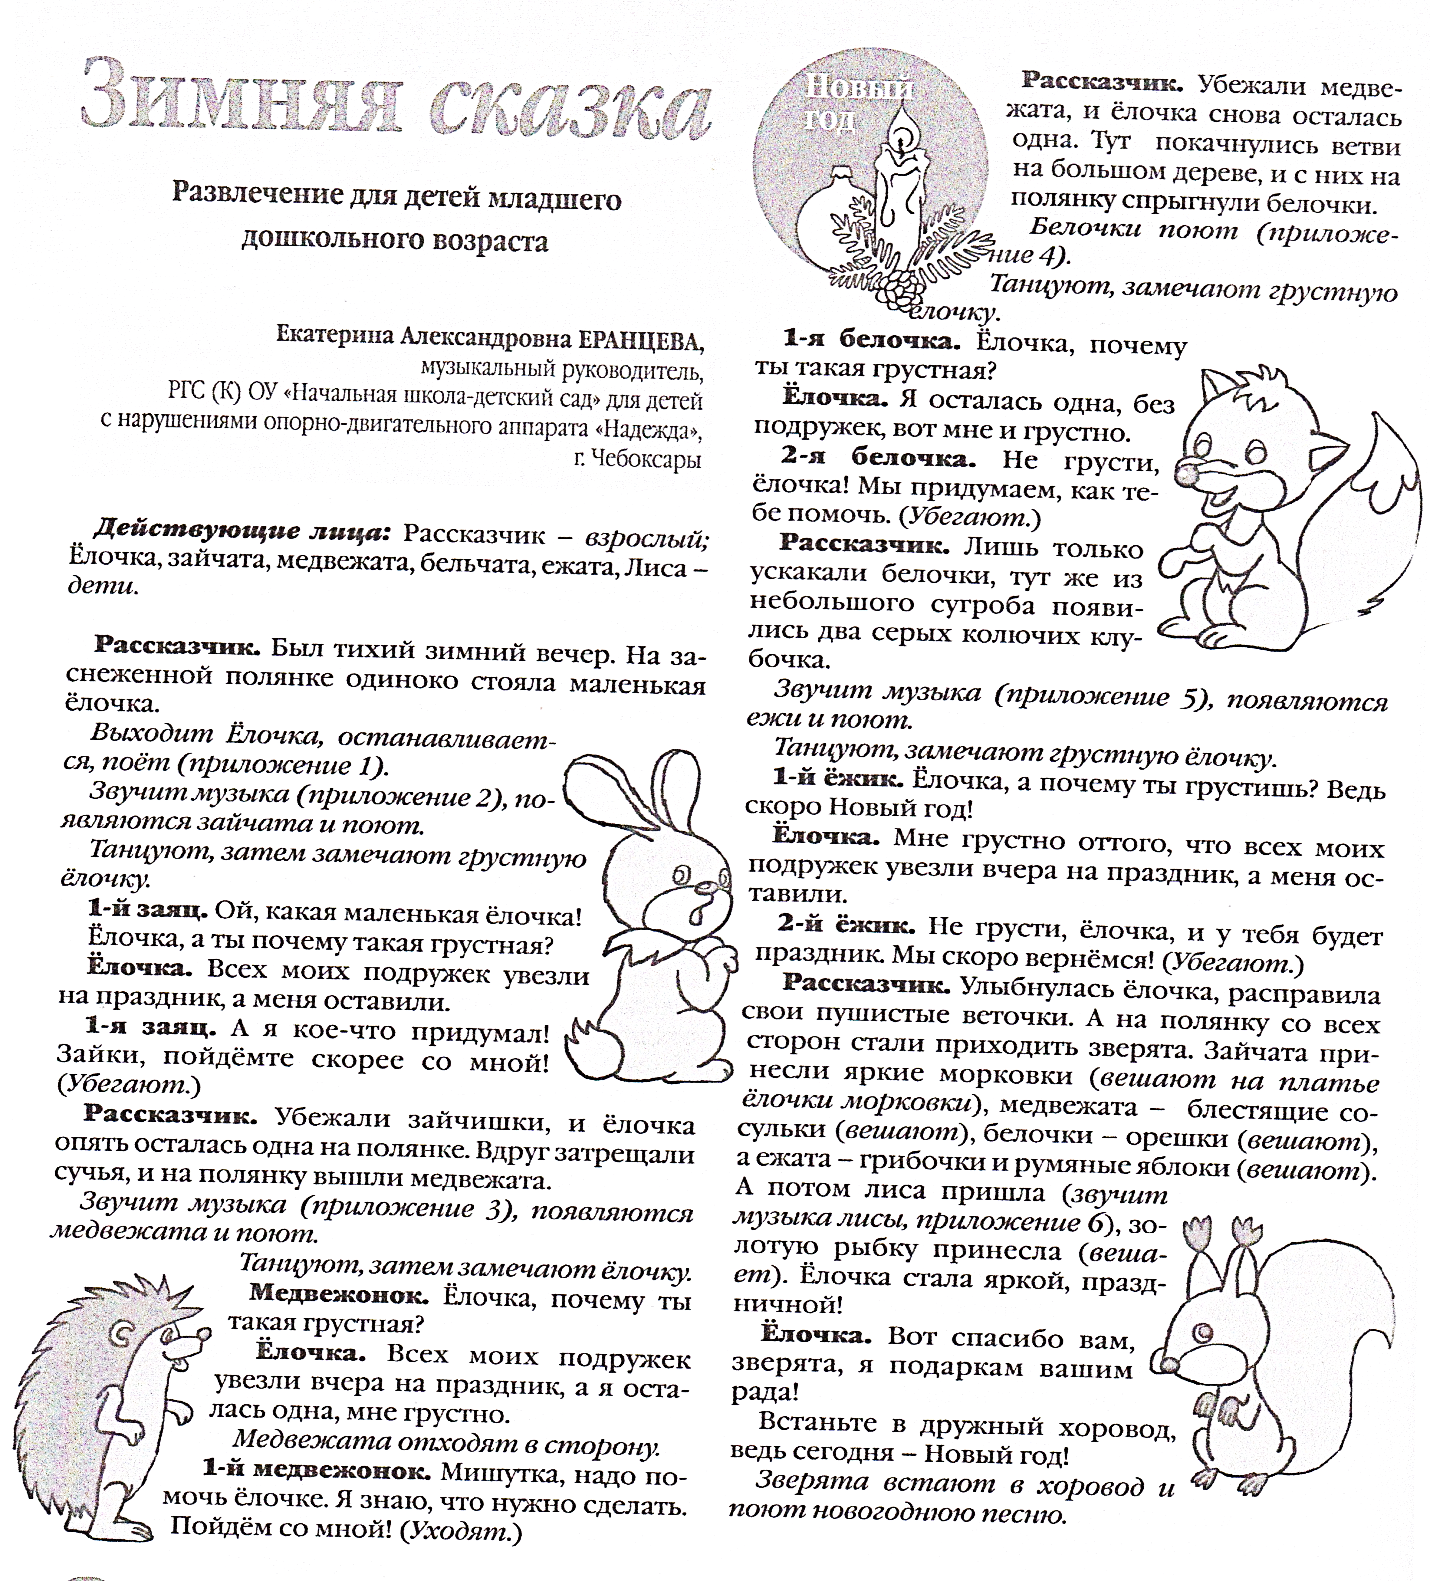 Зимняя сказка
Развлечение для детей младшего
дошкольного возраста
Екатерина Александровна ЕРАНЦЕВА,
музыкальный руководитель,
РГС (К) ОУ «Начальная школа-детский сад» для детей
с нарушениями опорно-двигательного аппарата «Надежда»,
г. Чебоксары
Действующие лица: Рассказчик – взрослый;
Ёлочка, зайчата, медвежата, бельчата, ежата, Лиса –
дети.
Рассказчик. Был тихий зимний вечер. На за-
снеженной полянке одиноко стояла маленькая
ёлочка.
Выходит Ёлочка, останавливает-
ся, поёт (приложение 1).
Звучит музыка (приложение 2), по-
являются зайчата и поют.
Танцуют, затем замечают грустную
ёлочку.
1-й заяц. Ой, какая маленькая ёлочка!
Ёлочка, а ты почему такая грустная?
Ёлочка. Всех моих подружек увезли
на праздник, а меня оставили.
1-я заяц. А я кое-что придумал!
Зайки, пойдёмте скорее со мной!
(Убегают.)
Рассказчик. Убежали зайчишки, и ёлочка
опять осталась одна на полянке. Вдруг затрещали
сучья, и на полянку вышли медвежата.
Звучит музыка (приложение 3), появляются
медвежата и поют.
Танцуют, затем замечают ёлочку.
Медвежонок. Ёлочка, почему ты
такая грустная?
Ёлочка. Всех моих подружек
увезли вчера на праздник, а я оста-
лась одна, мне грустно.
Медвежата отходят в сторону.
1-й медвежонок. Мишутка, надо по-
мочь ёлочке. Я знаю, что нужно сделать.
Пойдём со мной! (Уходят.)
Новый
год
Рассказчик. Убежали медве-
жата, и ёлочка снова осталась
одна. Тут покачнулись ветви
на большом дереве, и с них на
полянку спрыгнули белочки.
Белочки поют (приложе-
ние 4).
Танцуют, замечают грустную
ёлочку.
1-я белочка. Ёлочка, почему
ты такая грустная?
Ёлочка. Я осталась одна, без
подружек, вот мне и грустно.
2-я белочка. Не грусти,
ёлочка! Мы придумаем, как те-
бе помочь. (Убегают.)
Рассказчик. Лишь только
ускакали белочки, тут же из
небольшого сугроба появи-
лись два серых колючих клу-
бочка.
Звучит музыка (приложение 5), появляются
ежи и поют.
Танцуют, замечают грустную ёлочку.
1-й ёжик. Ёлочка, а почему ты грустишь? Ведь
скоро Новый год!
Ёлочка. Мне грустно оттого, что всех моих
подружек увезли вчера на праздник, а меня ос-
тавили.
2-й ёжик. Не грусти, ёлочка, и у тебя будет
праздник. Мы скоро вернёмся! (Убегают.)
Рассказчик. Улыбнулась ёлочка, расправила
свои пушистые веточки. А на полянку со всех
сторон стали приходить зверята. Зайчата при-
несли яркие морковки (вешают на платье
ёлочки морковки), медвежата – блестящие со-
сульки (вешают), белочки – орешки (вешают),
а ежата – грибочки и румяные яблоки (вешают).
А потом лиса пришла (звучит
музыка лисы, приложение 6), зо-
лотую рыбку принесла (веша-
ет). Ёлочка стала яркой, празд-
ничной!
Ёлочка. Вот спасибо вам,
зверята, я подаркам вашим
рада!
Встаньте в дружный хоровод,
ведь сегодня – Новый год!
Зверята встают в хоровод и
поют новогоднюю песню.